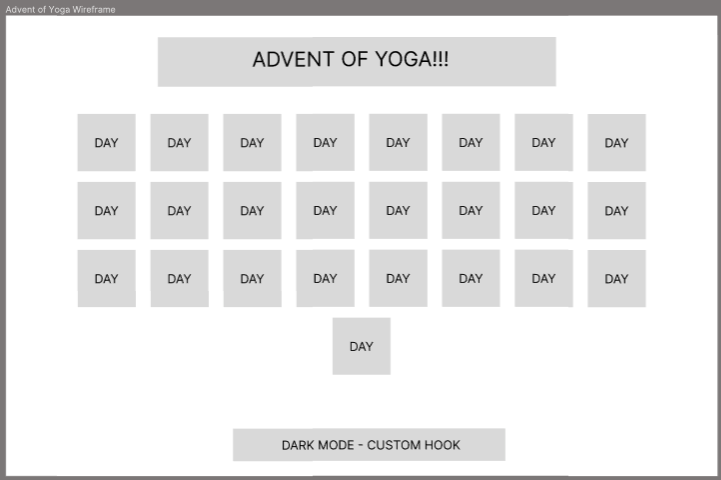 Advent of Yoga Wireframe
ADVENT OF YOGA!!!
DAY DAY DAY DAY DAY DAY DAY DAY
DAY DAY DAY DAY DAY DAY DAY DAY
DAY DAY DAY DAY DAY DAY DAY DAY
DAY
DARK MODE - CUSTOM HOOK